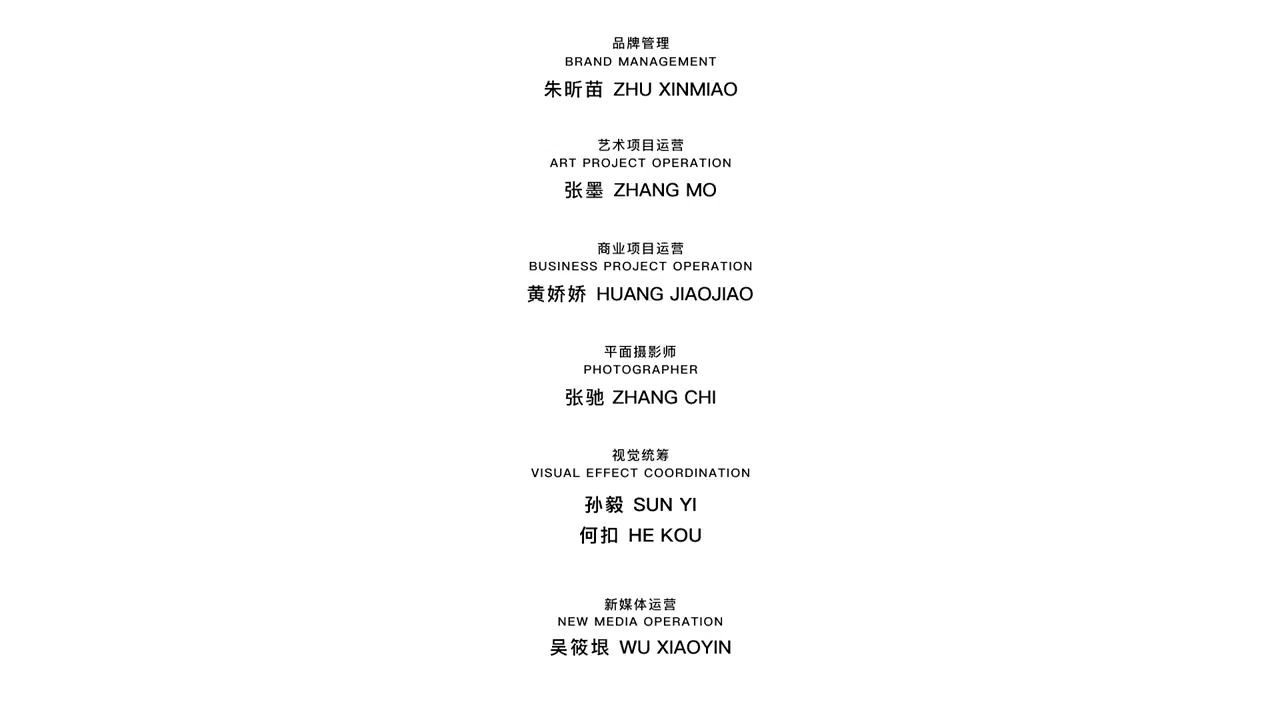 品牌管理
BRAND MANAGEMENT
朱昕苗 ZHU XINMIAO
艺术项目运营
ART PROJECT OPERATION
张墨 ZHANG MO
商业项目运营
BUSINESS PROJECT OPERATION
黄娇娇 HUANG JIAOJIAO
平面摄影师
PHOTOGRAPHER
张驰 ZHANG CHI
视觉统筹
VISUAL EFFECT COORDINATION
孙毅 SUN YI
何扣 HE KOU
新媒体运营
NEW MEDIA OPERATION
吴筱垠 WU XIAOYIN